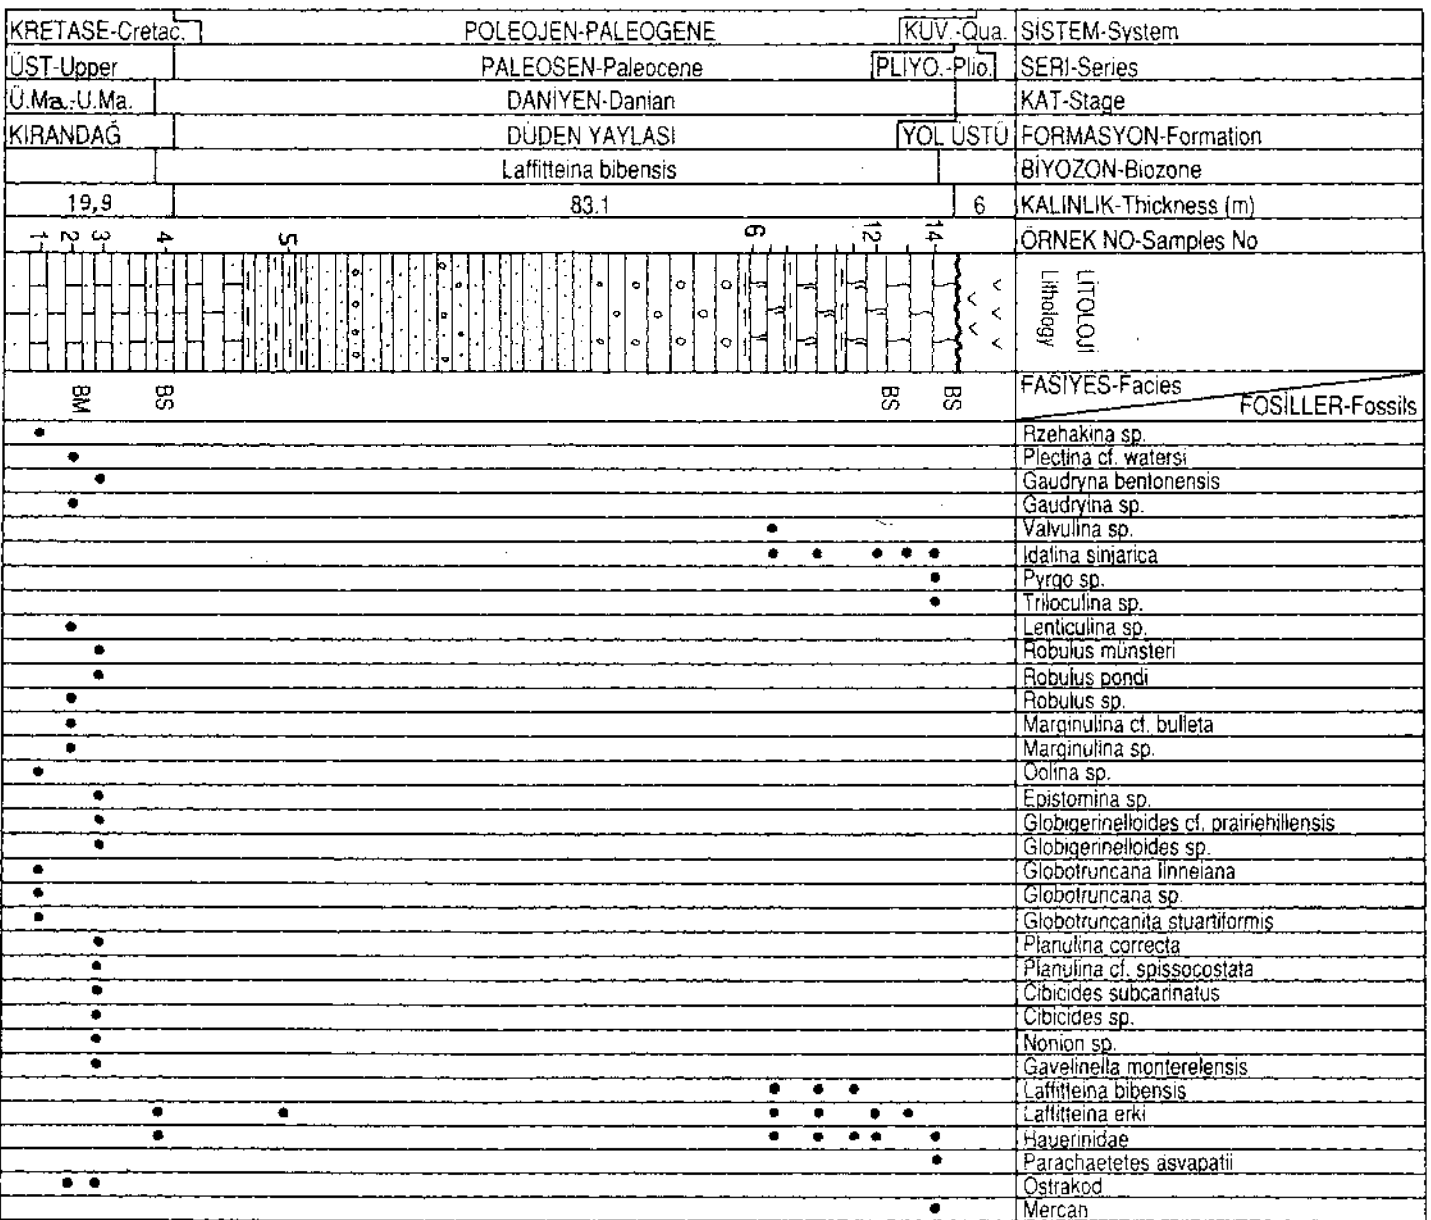 KRETASE-Cretac. POLEOJEN-PALEOGENE KUV.-Qua. SİSTEM-System
ÜST-Upper PALEOSEN-Paleocene PLİYO.-Plio. SERİ-Series
Ü.Ma.-U.Ma. DANİYEN-Danian KAT-Stage
KIRANDAĞ DÜDEN YAYLASI YOL ÜSTÜ FORMASYON-Formation
Laffitteina bibensis BİYOZON-Biozone
19,9 83.1 6 KALINLIK-Thickness (m)
1 2 3 4 5 6 12 14 ÖRNEK NO-Samples No
LİTOLOJİ
Lithology
BM BS BS BS FASİYES-Facies
FOSİLLER-Fossils
Rzehakina sp.
Plectina cf. watersi
Gaudryna bentonensis
Gaudryina sp.
Valvulina sp.
Idalina sinjarica
Pyrgo sp.
Triloculina sp.
Lenticulina sp.
Robulus münsteri
Robulus pondi
Robulus sp.
Marginulina cf. bulleta
Marginulina sp.
Oolina sp.
Epistomina sp.
Globigerinelloides cf. prairiehillensis
Globigerinelloides sp.
Globotruncana linneiana
Globotruncana sp.
Globotruncanita stuartiformis
Planulina correcta
Planulina cf. spissocostata
Cibicides subcarinatus
Cibicides sp.
Nonion sp.
Gavelinella monterelensis
Laffitteina bibensis
Laffitteina erki
Hauerinidae
Parachaetetes asvapatii
Ostrakod
Mercan